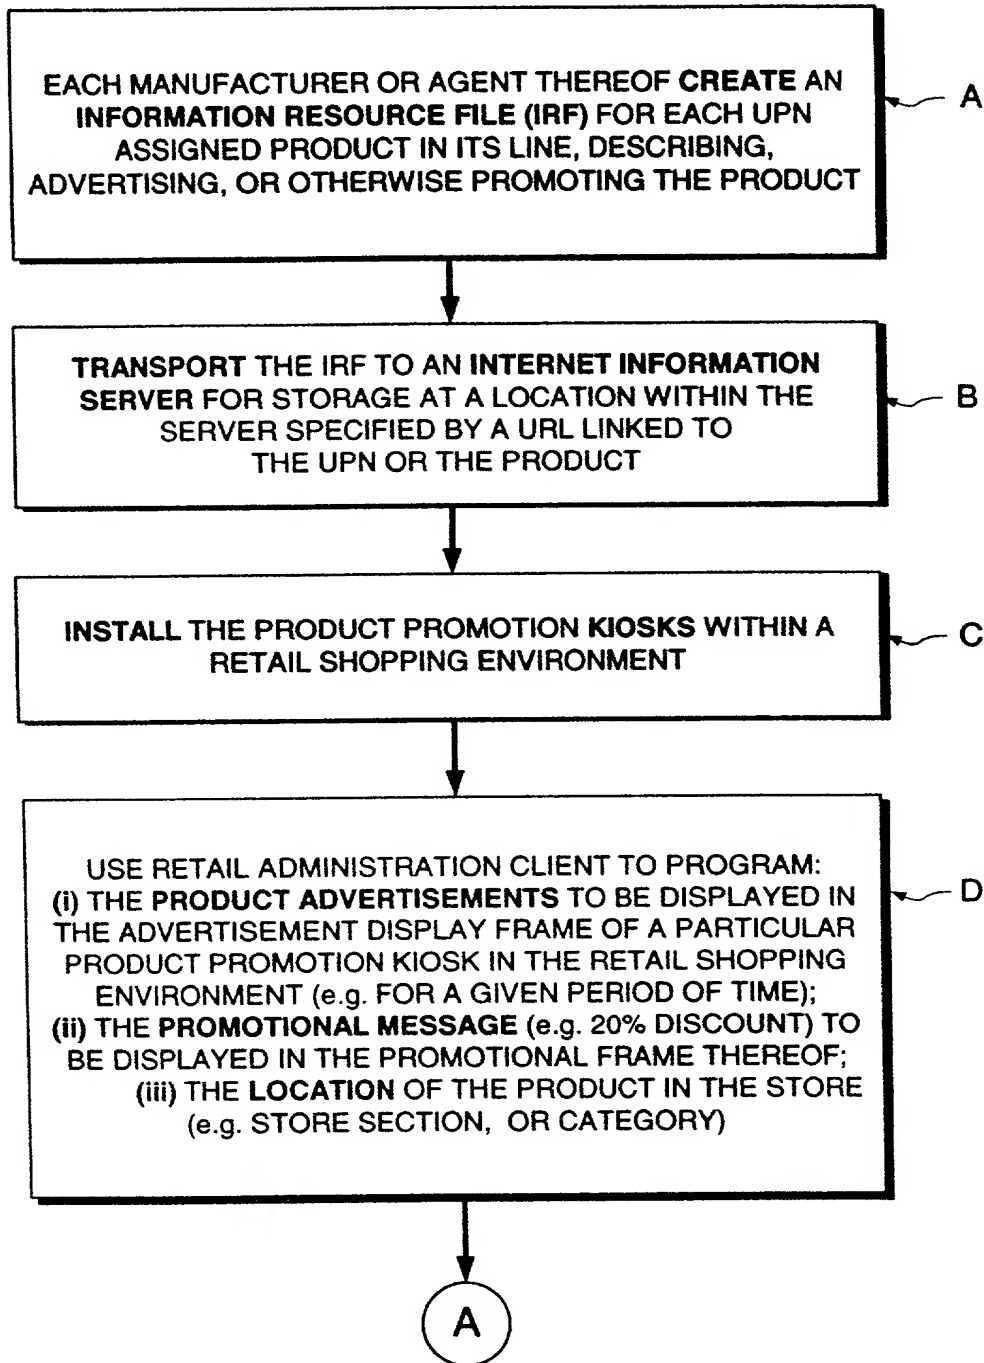 EACH MANUFACTURER OR AGENT THEREOF CREATE AN
INFORMATION RESOURCE FILE (IRF) FOR EACH UPN
ASSIGNED PRODUCT IN ITS LINE, DESCRIBING,
ADVERTISING, OR OTHERWISE PROMOTING THE PRODUCT
A
TRANSPORT THE IRF TO AN INTERNET INFORMATION
SERVER FOR STORAGE AT A LOCATION WITHIN THE
SERVER SPECIFIED BY A URL LINKED TO
THE UPN OR THE PRODUCT
B
INSTALL THE PRODUCT PROMOTION KIOSKS WITHIN A
RETAIL SHOPPING ENVIRONMENT
C
USE RETAIL ADMINISTRATION CLIENT TO PROGRAM:
(i) THE PRODUCT ADVERTISEMENTS TO BE DISPLAYED IN
THE ADVERTISEMENT DISPLAY FRAME OF A PARTICULAR
PRODUCT PROMOTION KIOSK IN THE RETAIL SHOPPING
ENVIRONMENT (e.g. FOR A GIVEN PERIOD OF TIME);
(ii) THE PROMOTIONAL MESSAGE (e.g. 20% DISCOUNT) TO
BE DISPLAYED IN THE PROMOTIONAL FRAME THEREOF;
(iii) THE LOCATION OF THE PRODUCT IN THE STORE
(e.g. STORE SECTION, OR CATEGORY)
D
A